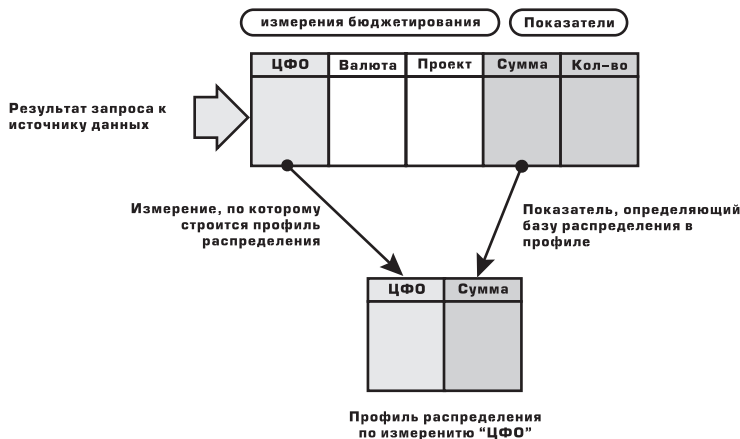 измерения бюджетирования
Показатели
ЦФО
Валюта
Проект
Сумма
Кол-во
Результат запроса к
источнику данных
Измерение, по которому
строится профиль
распределения
Показатель, определяющий
базу распределения в
профиле
ЦФО
Сумма
Профиль распределения
по измеренитю “ЦФО”